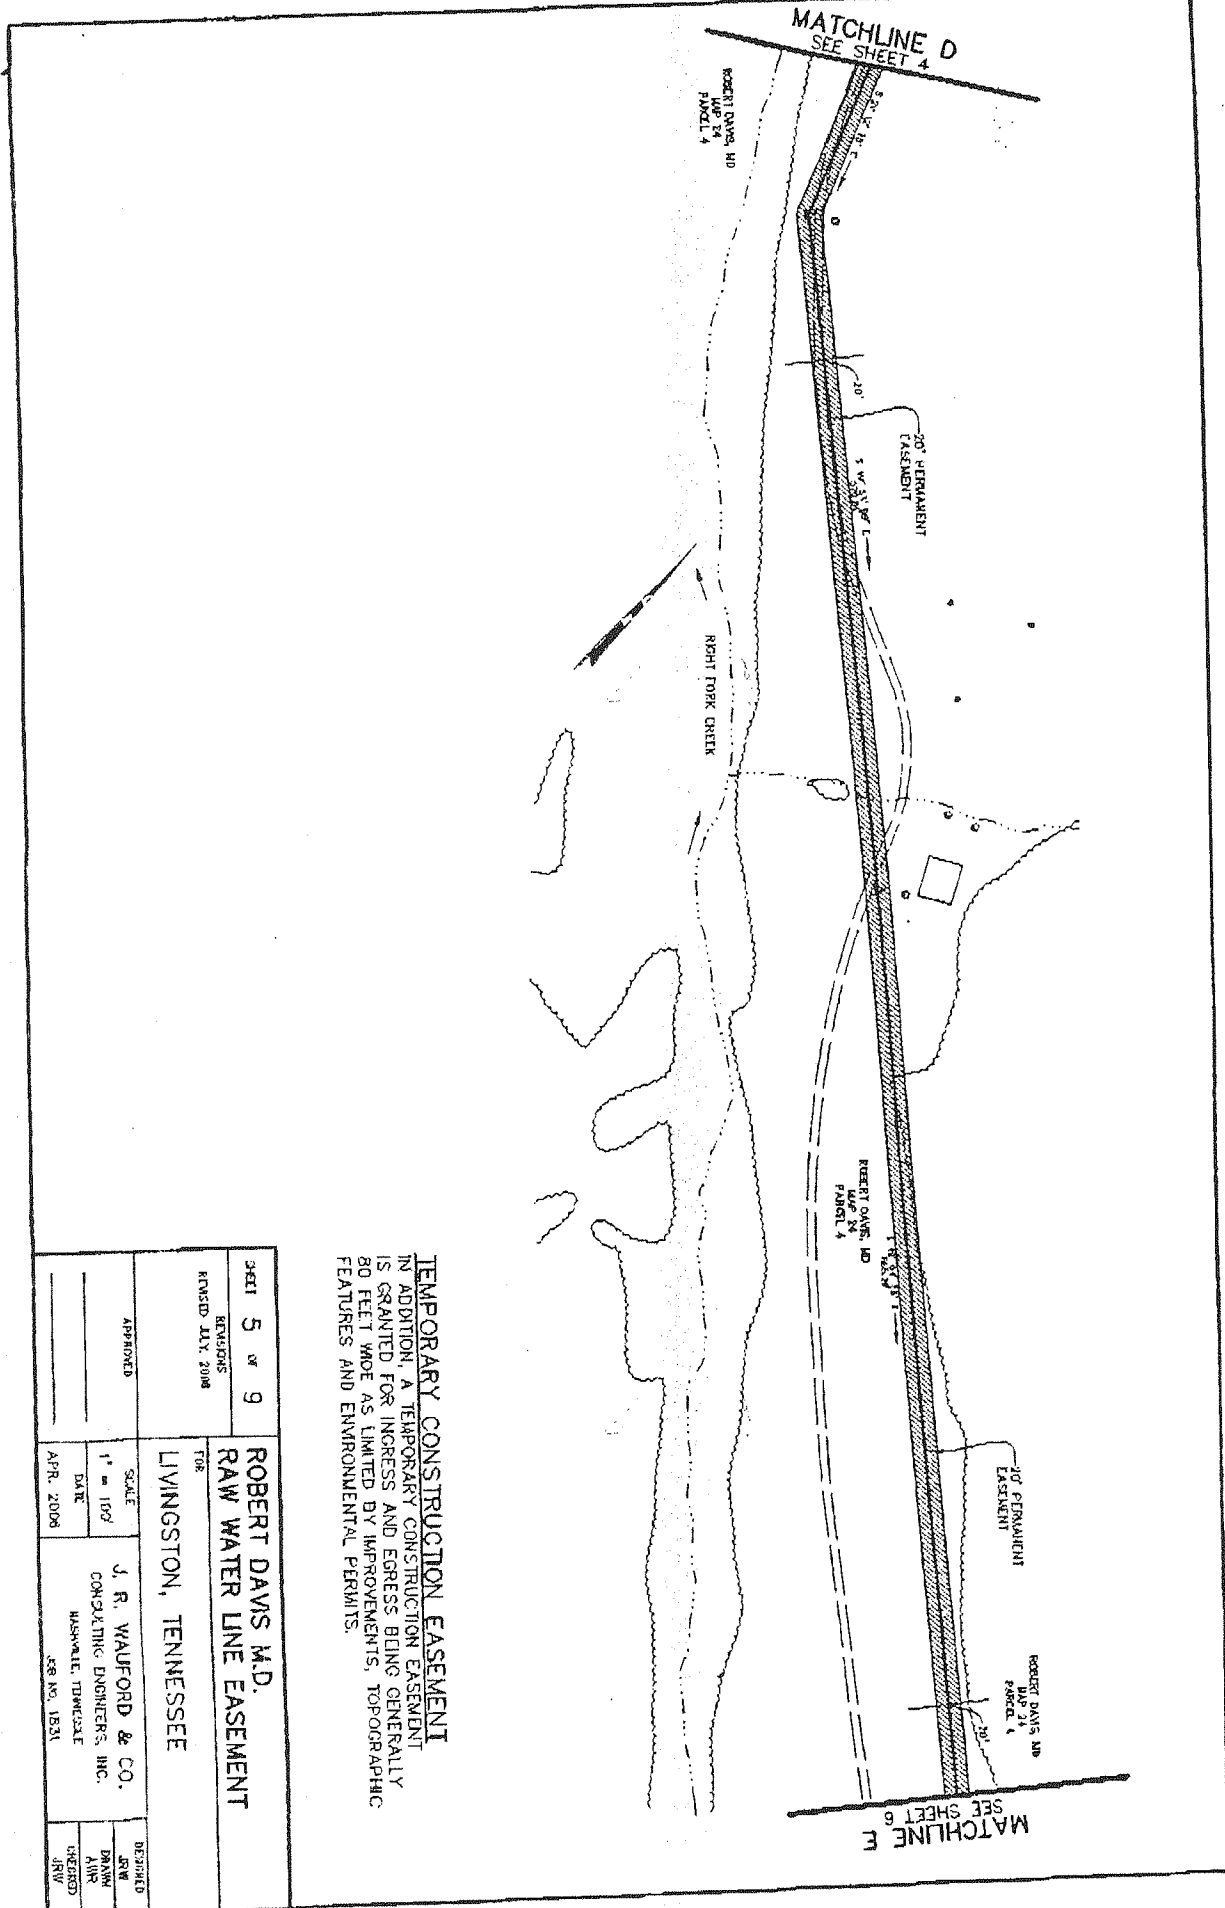 MATCHLINE D
SEE SHEET 4
ROBERT DAVIS, MD
MAP 24
PARCEL 4
20'
20' PERMANENT
EASEMENT
RIGHT FORK CREEK
ROBERT DAVIS, MD
MAP 24
PARCEL 4
20' PERMANENT
EASEMENT
ROBERT DAVIS, MD
MAP 24
PARCEL 4
20'
MATCHLINE E
SEE SHEET 6
TEMPORARY CONSTRUCTION EASEMENT
IN ADDITION, A TEMPORARY CONSTRUCTION EASEMENT
IS GRANTED FOR INGRESS AND EGRESS BEING GENERALLY
80 FEET WIDE AS LIMITED BY IMPROVEMENTS, TOPOGRAPHIC
FEATURES AND ENVIRONMENTAL PERMITS.
SHEET 5 OF 9
REVISIONS
REVISED JULY, 2008
APPROVED
ROBERT DAVIS M.D.
RAW WATER LINE EASEMENT
FOR
LIVINGSTON, TENNESSEE
SCALE
1" = 100'
DATE
APR. 2006
J. R. WAUFORD & CO.
CONSULTING ENGINEERS, INC.
NASHVILLE, TENNESSEE
JOB NO. 1831
DESIGNED
JRW
DRAWN
AWR
CHECKED
JRW